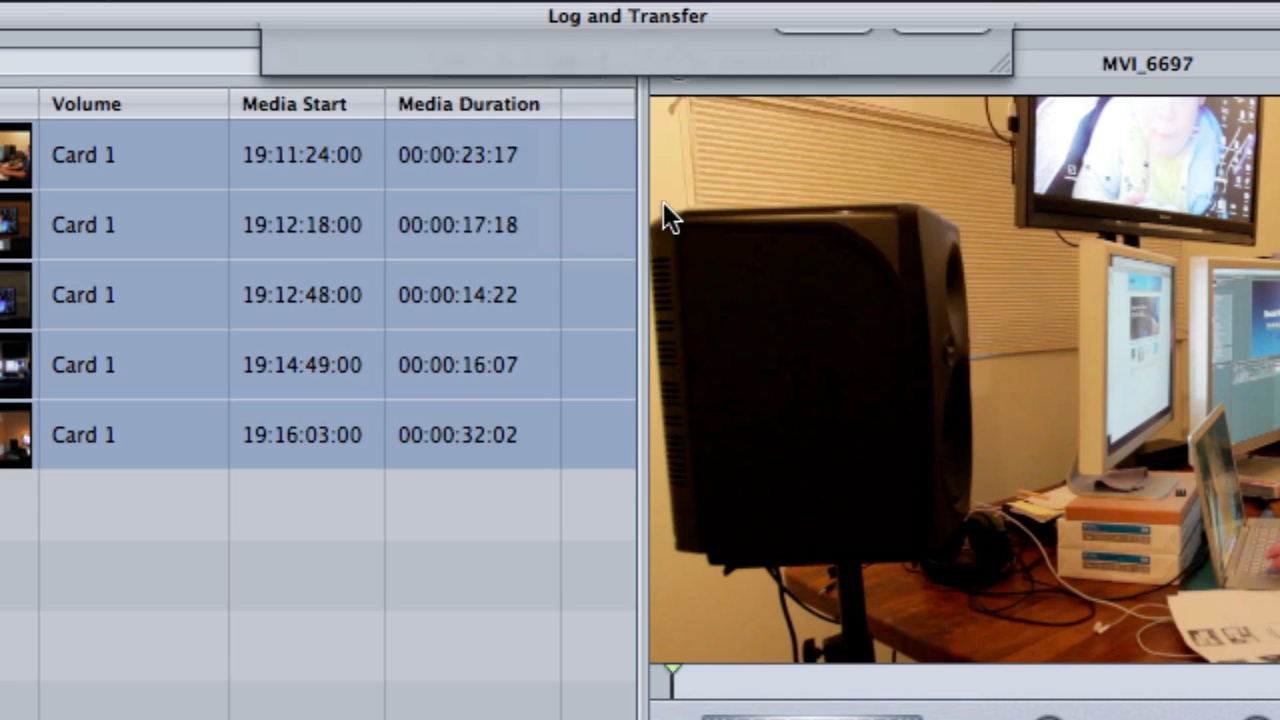 Log and Transfer
MVI_6697
Volume Media Start Media Duration
Card 1 19:11:24:00 00:00:23:17
Card 1 19:12:18:00 00:00:17:18
Card 1 19:12:48:00 00:00:14:22
Card 1 19:14:49:00 00:00:16:07
Card 1 19:16:03:00 00:00:32:02